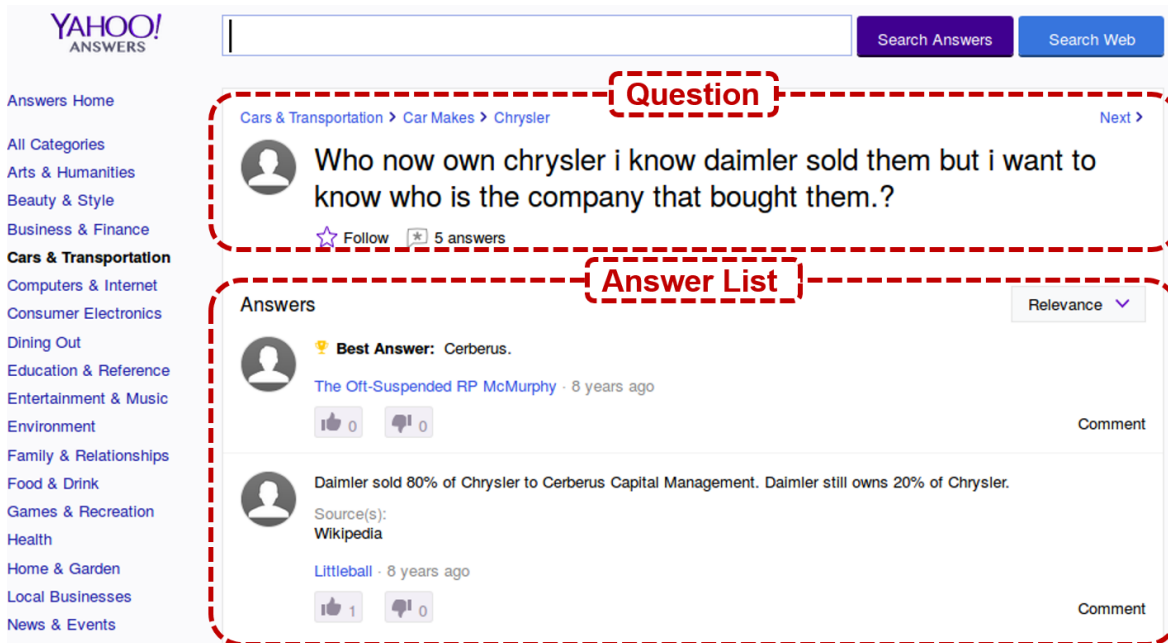 YAHOO!
ANSWERS
Search Answers
Search Web
Answers Home
All Categories
Arts & Humanities
Beauty & Style
Business & Finance
Cars & Transportation
Computers & Internet
Consumer Electronics
Dining Out
Education & Reference
Entertainment & Music
Environment
Family & Relationships
Food & Drink
Games & Recreation
Health
Home & Garden
Local Businesses
News & Events
Question
Cars & Transportation > Car Makes > Chrysler
Next >
Who now own chrysler i know daimler sold them but i want to
know who is the company that bought them.?
Follow 5 answers
Answer List
Answers
Relevance
Best Answer: Cerberus.
The Oft-Suspended RP McMurphy · 8 years ago
0 0
Comment
Daimler sold 80% of Chrysler to Cerberus Capital Management. Daimler still owns 20% of Chrysler.
Source(s):
Wikipedia
Littleball · 8 years ago
1 0
Comment